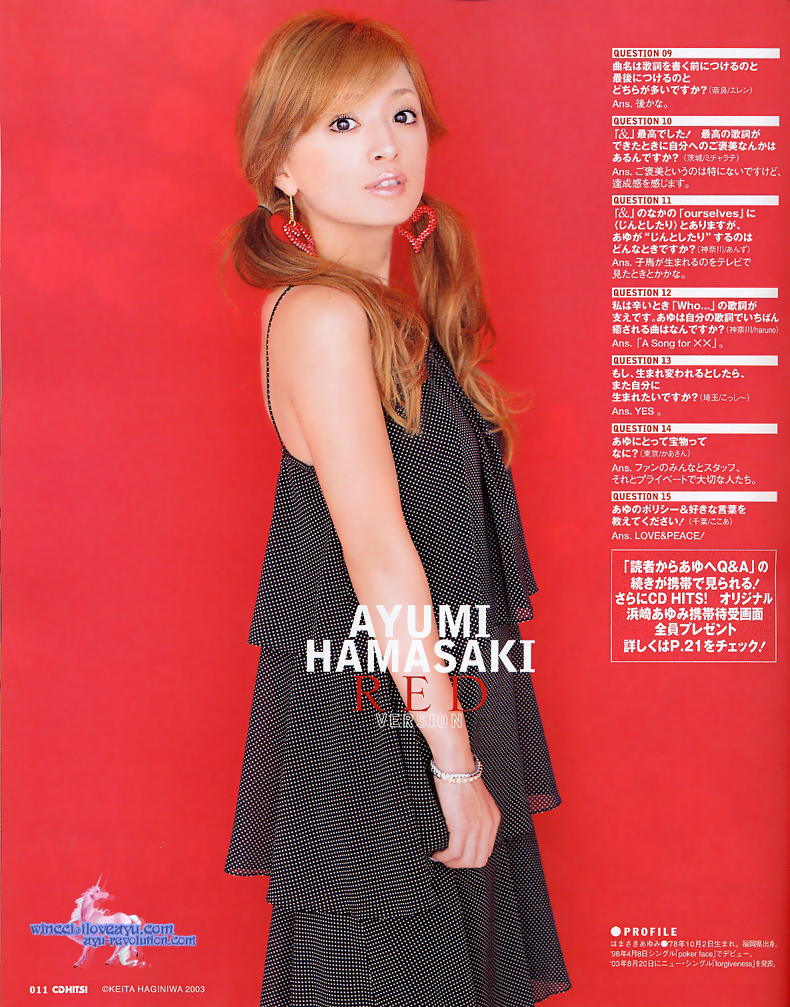 QUESTION 09
曲名は歌詞を書く前につけるのと
最後につけるのと
どちらが多いですか?(奈良/エレン)
Ans. 後かな。
QUESTION 10
「&」最高でした! 最高の歌詞が
できたときに自分へのご褒美なんかは
あるんですか?(茨城/ミチャラテ)
Ans. ご褒美というのは特にないですけど、
達成感を感じます。
QUESTION 11
「&」のなかの「ourselves」に
〈じんとしたり〉とありますが、
あゆが“じんとしたり”するのは
どんなときですか?(神奈川/あんず)
Ans. 子馬が生まれるのをテレビで
見たときとかかな。
QUESTION 12
私は辛いとき「Who...」の歌詞が
支えです。あゆは自分の歌詞でいちばん
癒される曲はなんですか?(神奈川/haruno)
Ans.「A Song for ××」。
QUESTION 13
もし、生まれ変われるとしたら、
また自分に
生まれたいですか?(埼玉/こっし〜)
Ans. YES 。
QUESTION 14
あゆにとって宝物って
なに?(東京/かあさん)
Ans. ファンのみんなとスタッフ、
それとプライベートで大切な人たち。
QUESTION 15
あゆのポリシー&好きな言葉を
教えてください!(千葉/ここあ)
Ans. LOVE&PEACE!
「読者からあゆへQ&A」の
続きが携帯で見られる!
さらにCD HITS! オリジナル
浜崎あゆみ携帯待受画面
全員プレゼント
詳しくはP.21をチェック!
AYUMI
HAMASAKI
RED
VERSION
●PROFILE
はまさきあゆみ●'78年10月2日生まれ。福岡県出身。
'98年4月8日シングル「poker face」でデビュー。
'03年8月20日にニュー・シングル「forgiveness」を発表。
wincci@iloveayu.com
ayu-revolution.com
011 CDHITS! ©KEITA HAGINIWA 2003